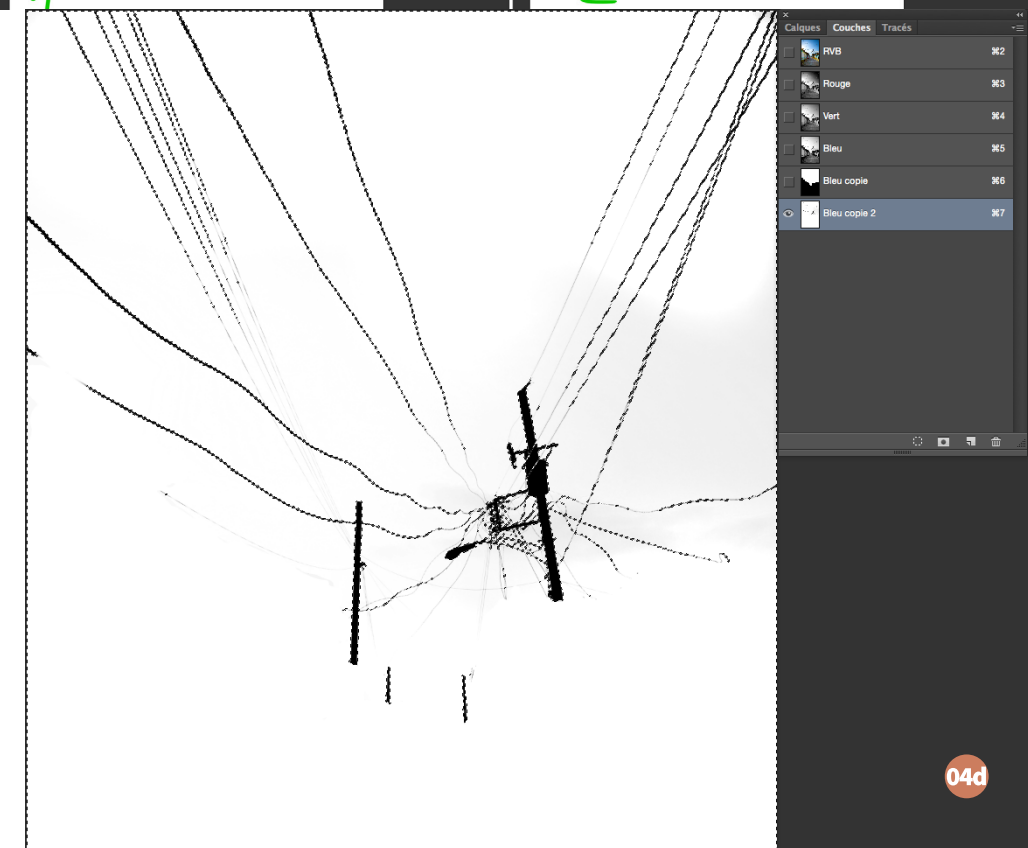 Calques Couches Tracés
RVB ⌘2
Rouge ⌘3
Vert ⌘4
Bleu ⌘5
Bleu copie ⌘6
Bleu copie 2 ⌘7
04d